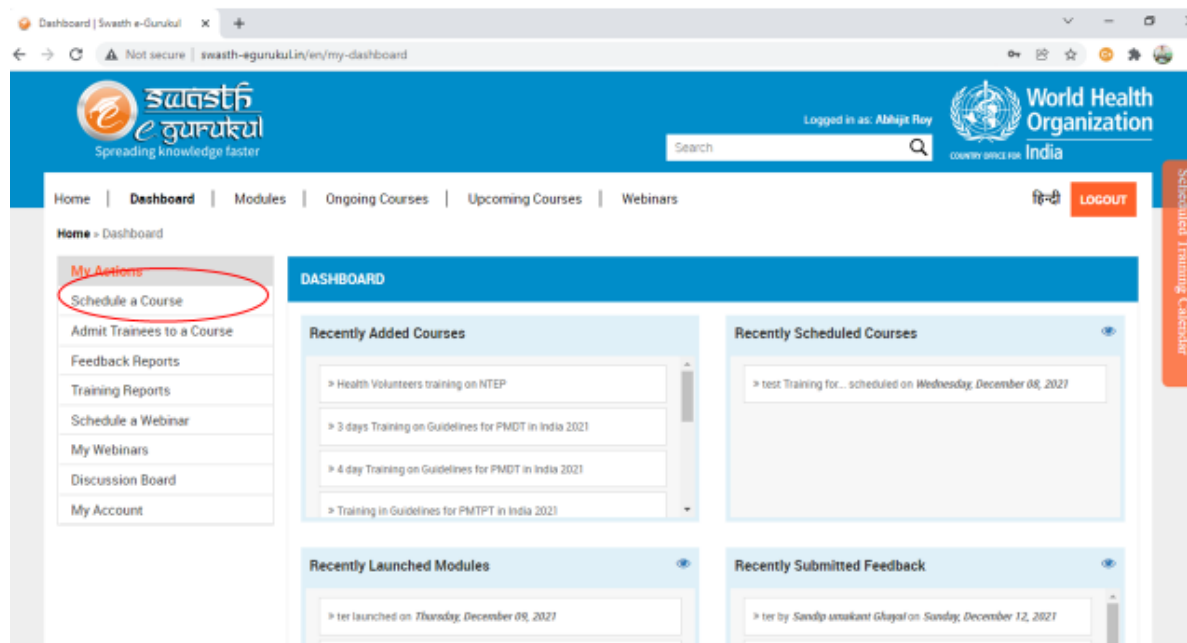 Dashboard | Swasth e-Gurukul
Not secure | swasth-egurukul.in/en/my-dashboard
swasth
e gurukul
Spreading knowledge faster
Logged in as: Abhijit Roy
Search
World Health
Organization
COUNTRY OFFICE FOR India
Home | Dashboard | Modules | Ongoing Courses | Upcoming Courses | Webinars
हिन्दी LOGOUT
Scheduled Training Calendar
Home » Dashboard
My Actions
Schedule a Course
Admit Trainees to a Course
Feedback Reports
Training Reports
Schedule a Webinar
My Webinars
Discussion Board
My Account
DASHBOARD
Recently Added Courses
» Health Volunteers training on NTEP
» 3 days Training on Guidelines for PMDT in India 2021
» 4 day Training on Guidelines for PMDT in India 2021
» Training in Guidelines for PMTPT in India 2021
Recently Scheduled Courses
» test Training for... scheduled on Wednesday, December 08, 2021
Recently Launched Modules
» ter launched on Thursday, December 09, 2021
Recently Submitted Feedback
» ter by Sandip umakant Ghayal on Sunday, December 12, 2021